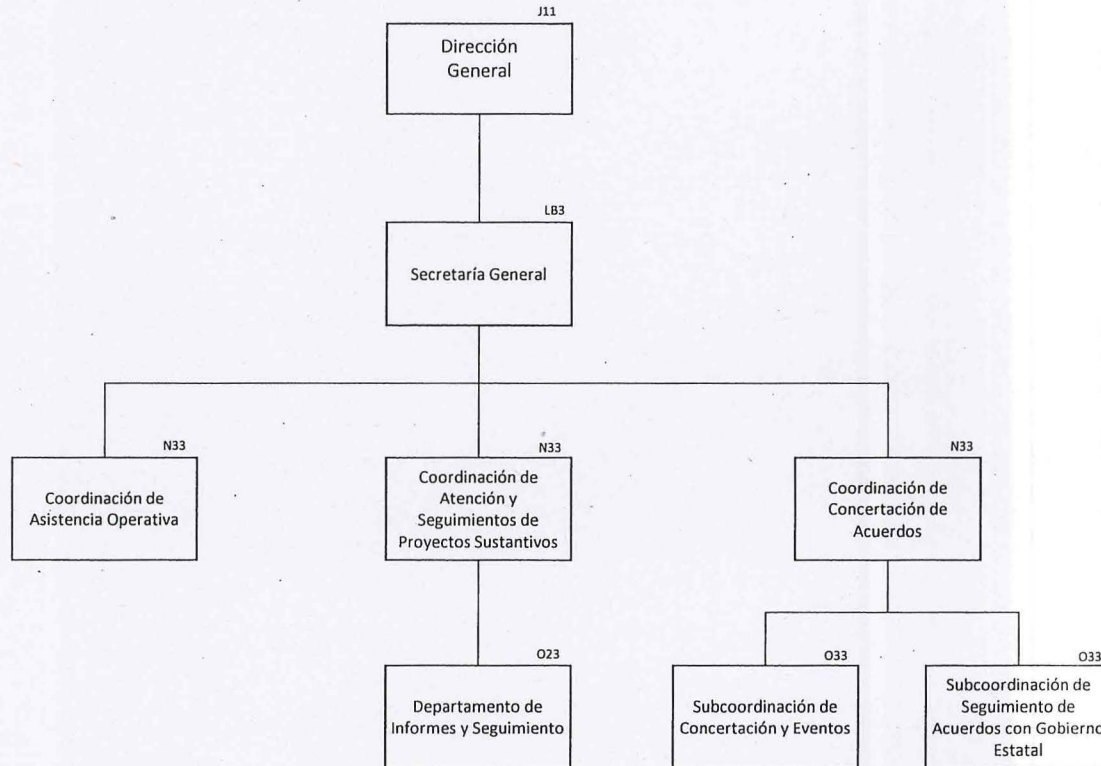 J11
Dirección
General
LB3
Secretaría General
N33
Coordinación de
Asistencia Operativa
N33
Coordinación de
Atención y
Seguimientos de
Proyectos Sustantivos
N33
Coordinación de
Concertación de
Acuerdos
O23
Departamento de
Informes y Seguimiento
O33
Subcoordinación de
Concertación y Eventos
O33
Subcoordinación de
Seguimiento de
Acuerdos con Gobierno
Estatal